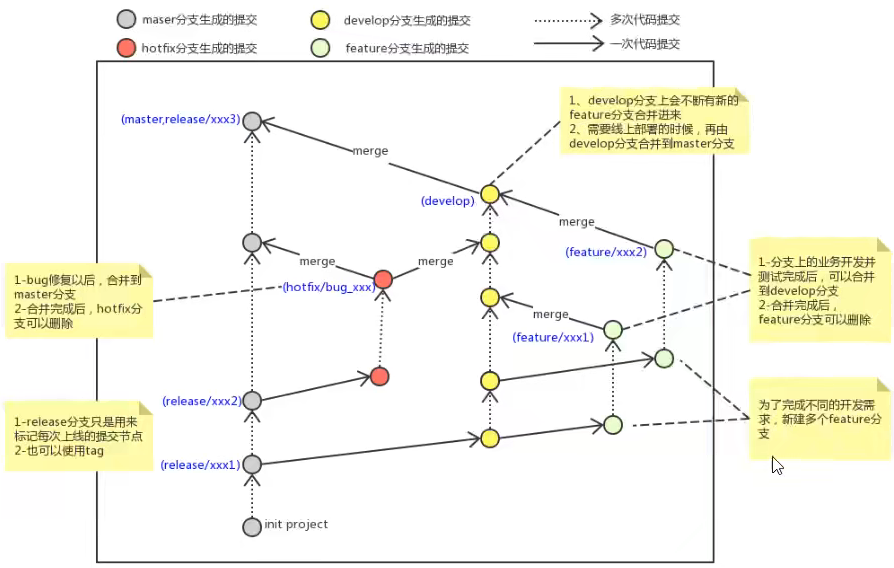 maser分支生成的提交
develop分支生成的提交
多次代码提交
hotfix分支生成的提交
feature分支生成的提交
一次代码提交
1、develop分支上会不断有新的
feature分支合并进来
2、需要线上部署的时候，再由
develop分支合并到master分支
(master,release/xxx3)
merge
(develop)
merge
(feature/xxx2)
1-分支上的业务开发并
测试完成后，可以合并
到develop分支
2-合并完成后，
feature分支可以删除
merge
merge
1-bug修复以后，合并到
master分支
2-合并完成后，hotfix分
支可以删除
(hotfix/bug_xxx)
merge
(feature/xxx1)
(release/xxx2)
1-release分支只是用来
标记每次上线的提交节点
2-也可以使用tag
为了完成不同的开发需
求，新建多个feature分
支
(release/xxx1)
init project